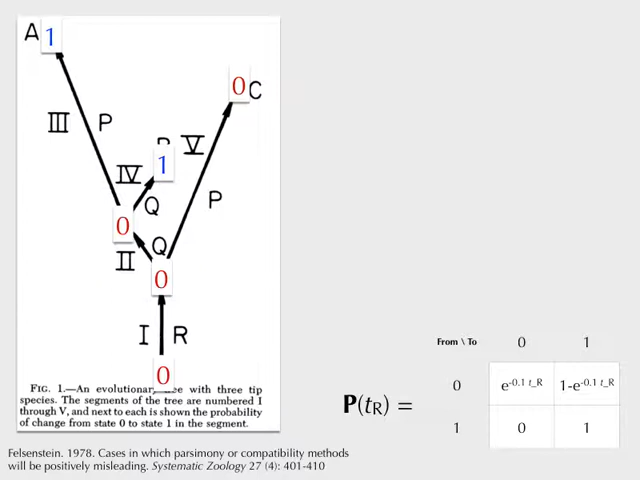 A 1
0 C
III P
V
1
IV
P
Q
0
Q
II
0
I R
0
FIG. 1.—An evolutionary tree with three tip
species. The segments of the tree are numbered I
through V, and next to each is shown the probability
of change from state 0 to state 1 in the segment.
From \ To 0 1
0 e-0.1 t_R 1-e-0.1 t_R
P(tR) =
1 0 1
Felsenstein. 1978. Cases in which parsimony or compatibility methods
will be positively misleading. Systematic Zoology 27 (4): 401-410